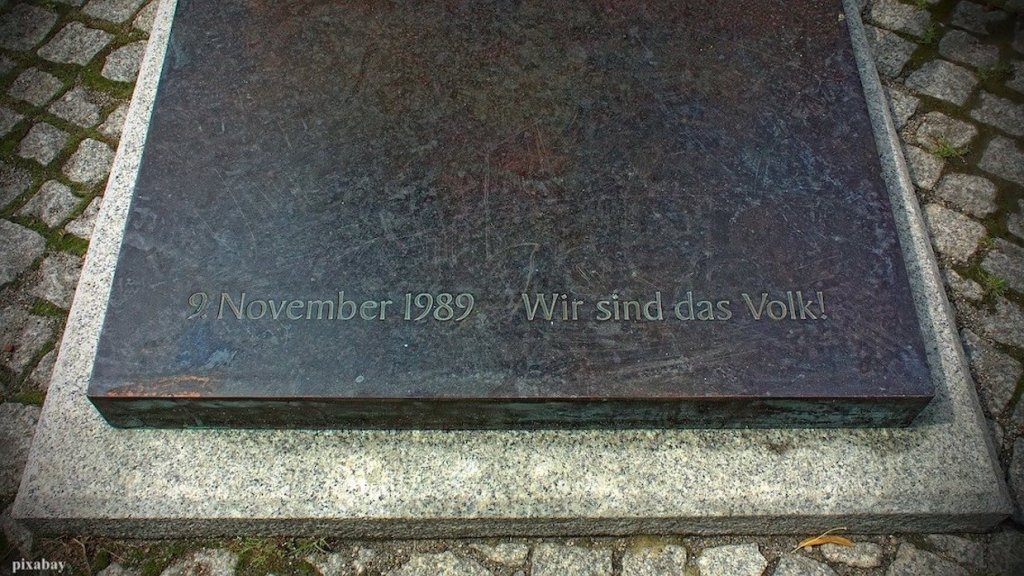 9. November 1989 Wir sind das Volk!
pixabay